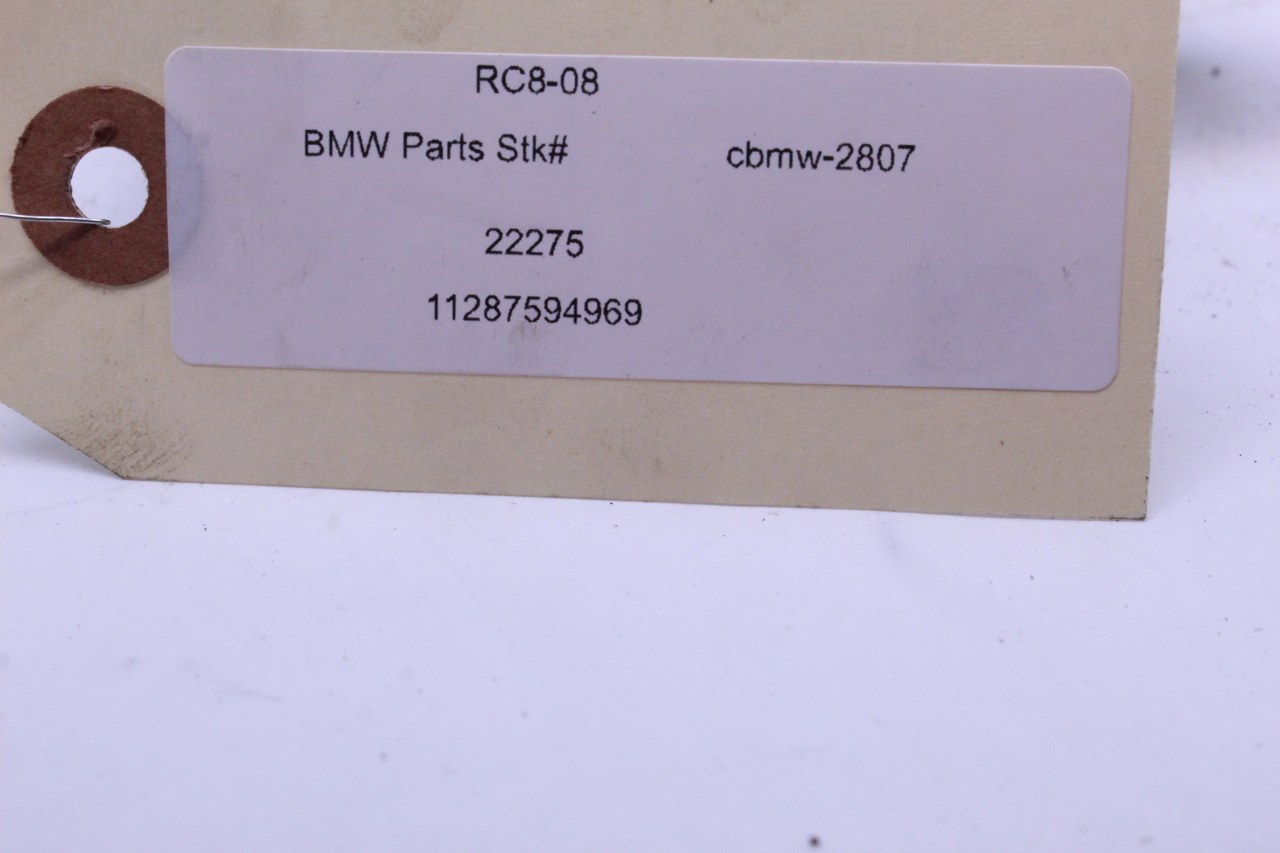 RC8-08
BMW Parts Stk# cbmw-2807
22275
11287594969